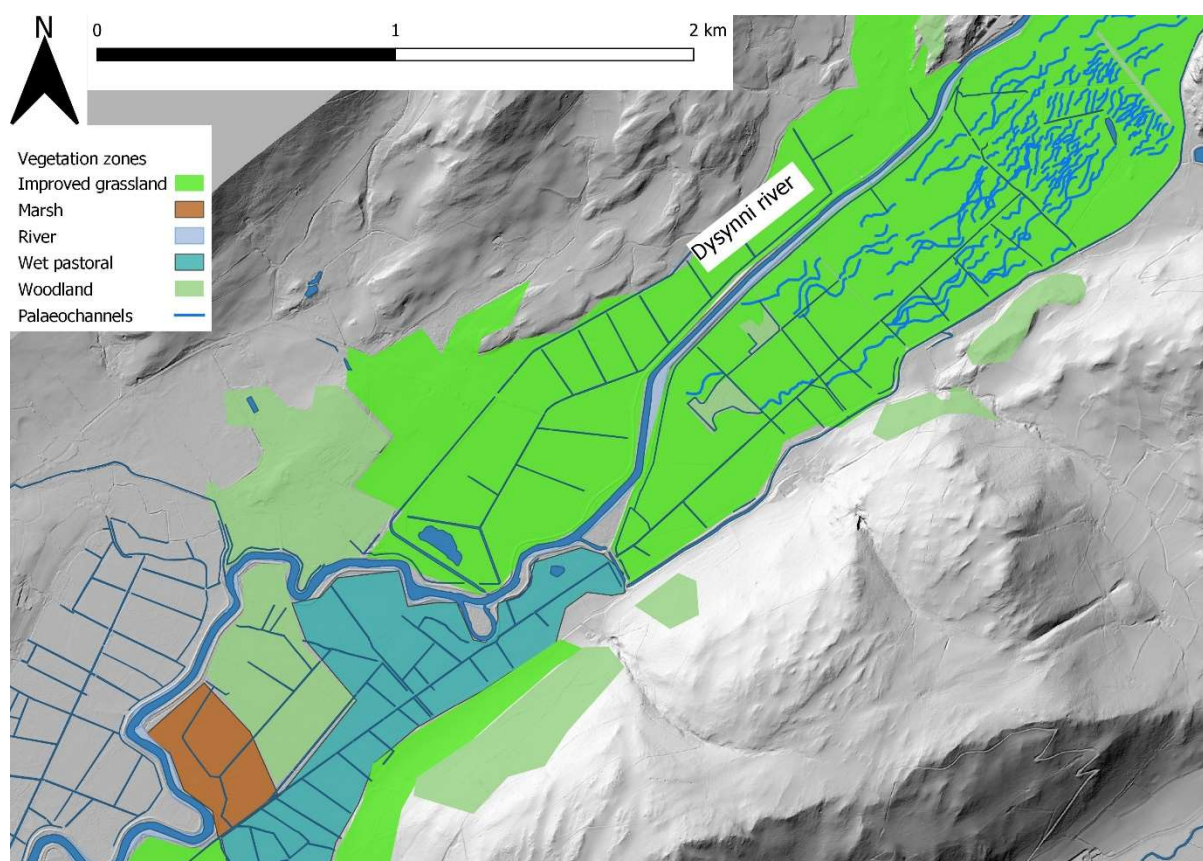 N
0 1 2 km
Vegetation zones
Improved grassland
Marsh
River
Wet pastoral
Woodland
Palaeochannels
Dysynni river